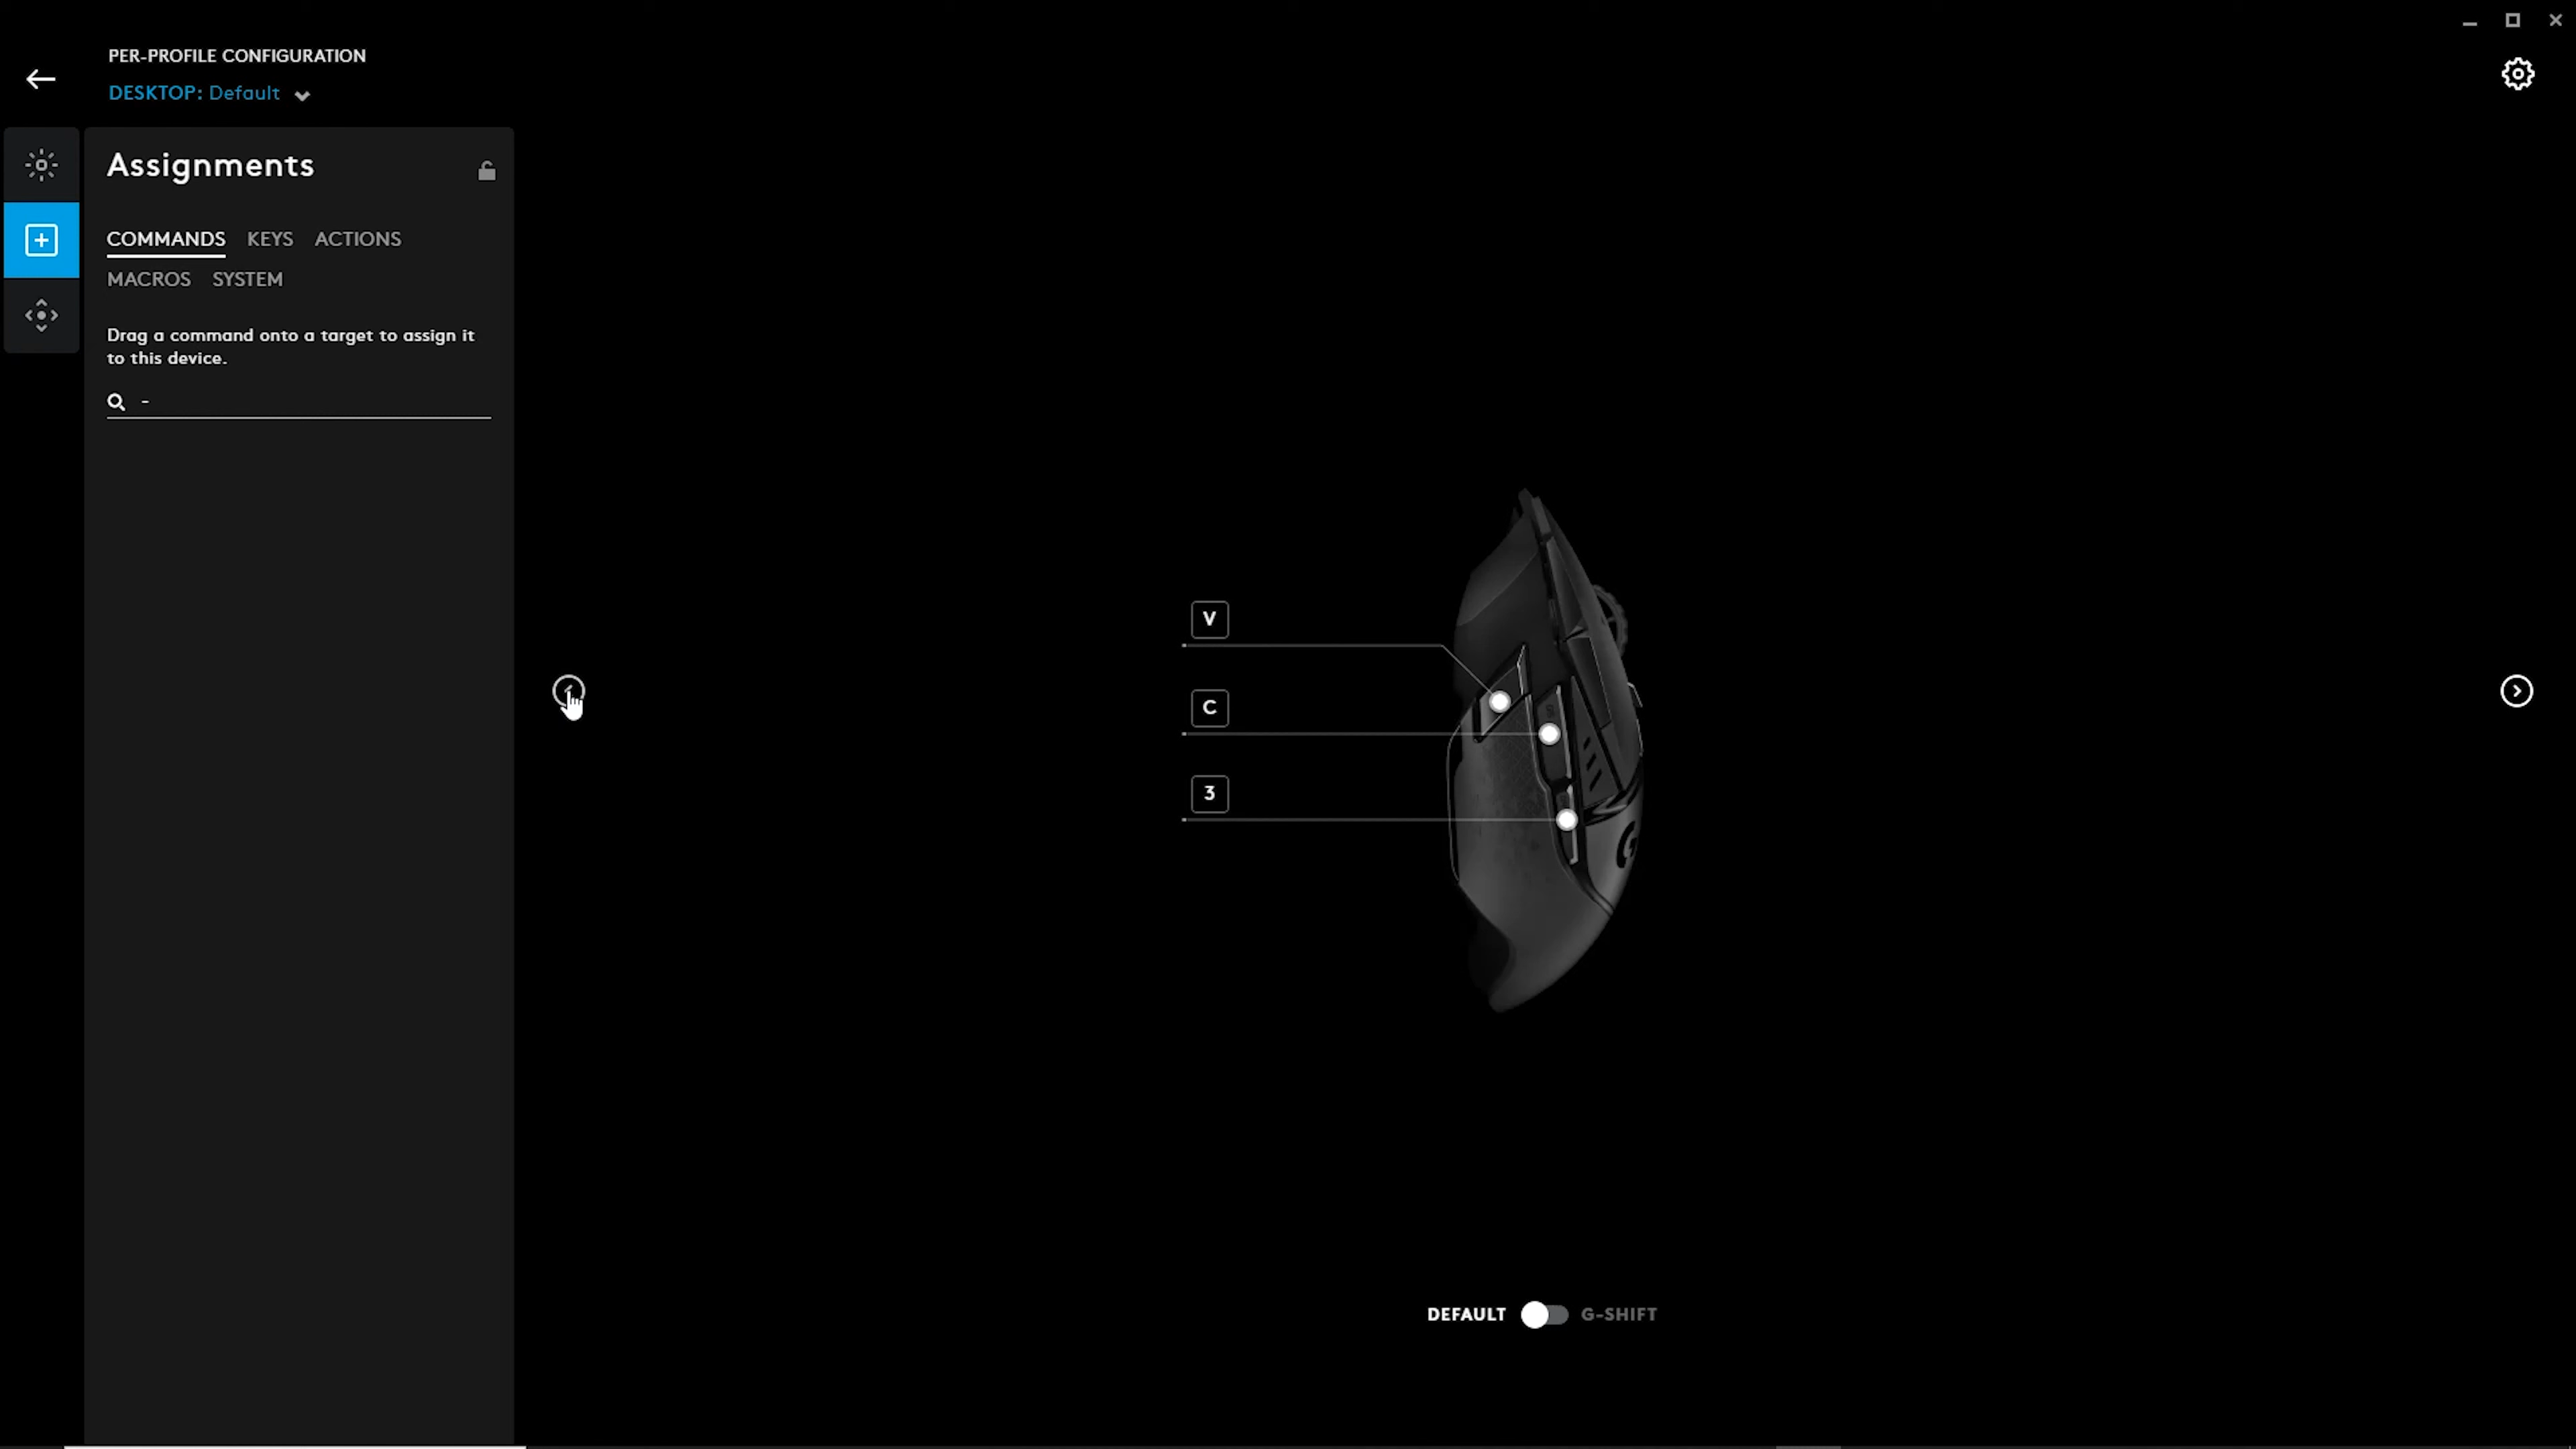 PER-PROFILE CONFIGURATION
DESKTOP: Default
Assignments
COMMANDS KEYS ACTIONS
MACROS SYSTEM
Drag a command onto a target to assign it
to this device.
-
V
C
3
G
DEFAULT G-SHIFT